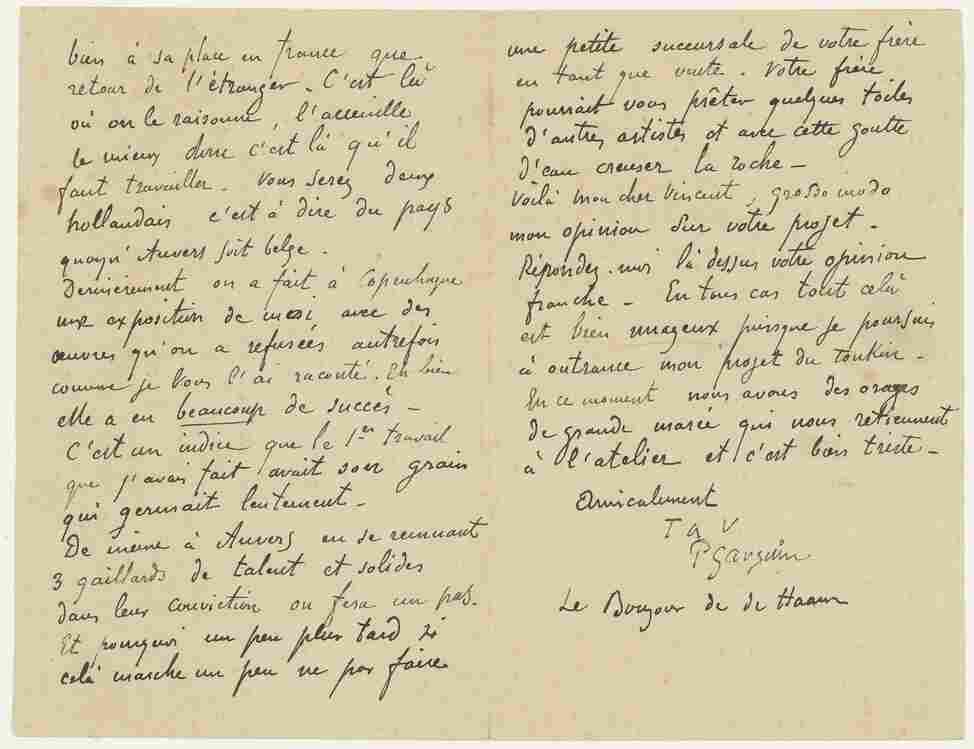 bien à sa place en france que
retour de l'étranger. C'est là
où on le raisonne, l'accueille
le mieux donc c'est là qu'il
faut travailler. Vous serez deux
hollandais c'est à dire du pays
quoiqu'Anvers soit belge.
Dernièrement on a fait à Copenhague
une exposition de moi avec des
œuvres qu'on a refusées autrefois
comme je vous l'ai raconté. Eh bien
elle a eu beaucoup de succès –
C'est un indice que le 1er travail
que j'avais fait avait son grain
qui germait lentement –
De même à Anvers en se remuant
3 gaillards de talent et solides
dans leur conviction on fera un pas.
Et pourquoi un peu plus tard si
celà marche un peu ne pas faire
une petite succursale de votre frère
en tant que vente. Votre frère
pourrait vous prêter quelques toiles
d'autres artistes et avec cette goutte
d'eau creuser la roche –
Voilà mon cher Vincent, grosso modo
mon opinion sur votre projet –
Répondez-moi là dessus votre opinion
franche – En tous cas tout celà
est bien nuageux puisque je poursuis
à outrance mon projet du Tonkin –
En ce moment nous avons des orages
de grande marée qui nous retiennent
à l'atelier et c'est bien triste –
Amicalement
T à V
P Gauguin
Le Bonjour de de Haan